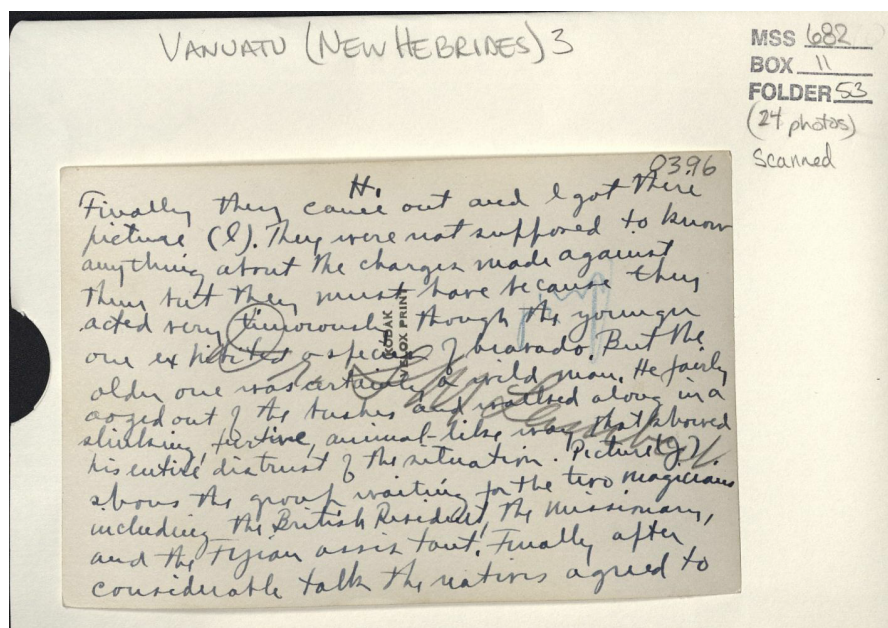 VANUATU (NEW HEBRIDES) 3
MSS 682
BOX 11
FOLDER 53
(24 photos)
Scanned
0396
H.
Finally they came out and I got there
picture (l). They were not supposed to know
anything about the charges made against
them but they must have because they
acted very timorously though the younger
one exhibited a species of bravado. But the
older one was certainly a wild man. He fairly
oozed out of the bushes and walked along in a
slinking, furtive, animal-like way that showed
his entire distrust of the situation. Picture
shows the group waiting for the two magicians
including the British Resident, the missionary,
and the Fijian assistant. Finally after
considerable talk the natives agreed to
KODAK
VELOX PRINT